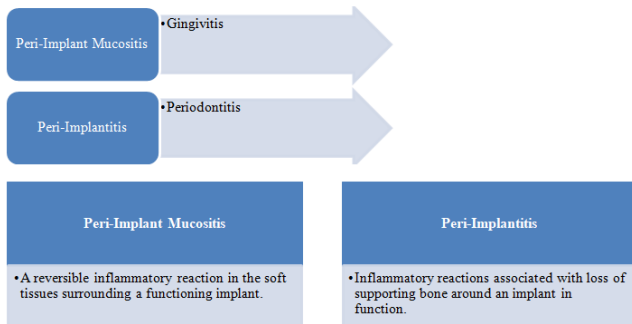 Peri-Implant Mucositis
•Gingivitis
Peri-Implantitis
•Periodontitis
Peri-Implant Mucositis
•A reversible inflammatory reaction in the soft
tissues surrounding a functioning implant.
Peri-Implantitis
•Inflammatory reactions associated with loss of
supporting bone around an implant in
function.